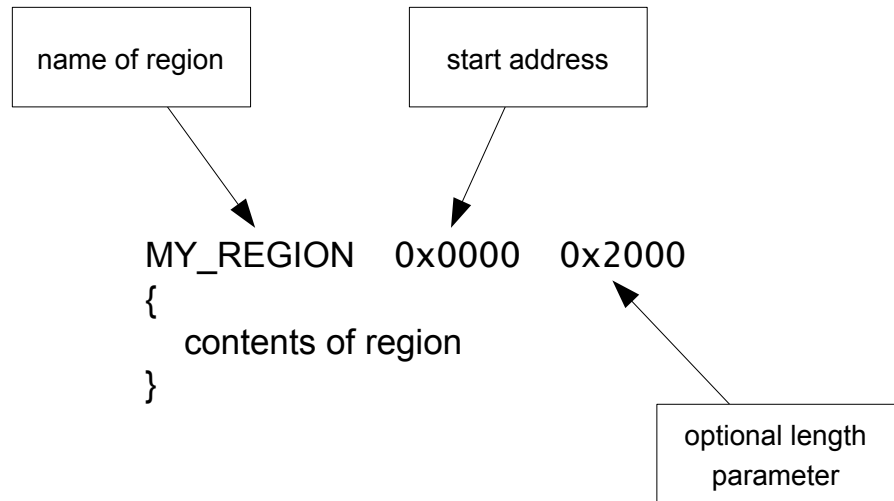 name of region
start address
MY_REGION 0x0000 0x2000
{
contents of region
}
optional length
parameter